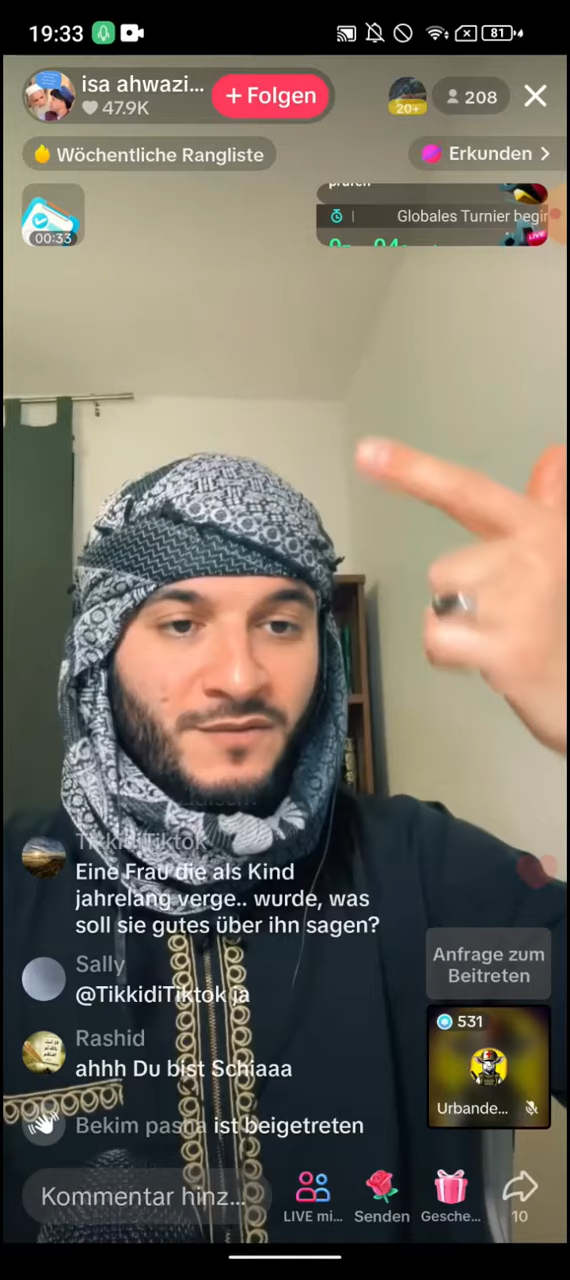 19:33
81
isa ahwazi...
47.9K
+ Folgen
20+
208
Wöchentliche Rangliste
Erkunden
00:33
prüfen
Globales Turnier begin
LIVE
TikkidiTiktok
Eine Frau die als Kind
jahrelang verge.. wurde, was
soll sie gutes über ihn sagen?
Sally
@TikkidiTiktok ja
Rashid
ahhh Du bist Schiaaa
Bekim pasha ist beigetreten
Anfrage zum
Beitreten
531
Urbande...
Kommentar hinz...
LIVE mi...
Senden
Gesche...
10